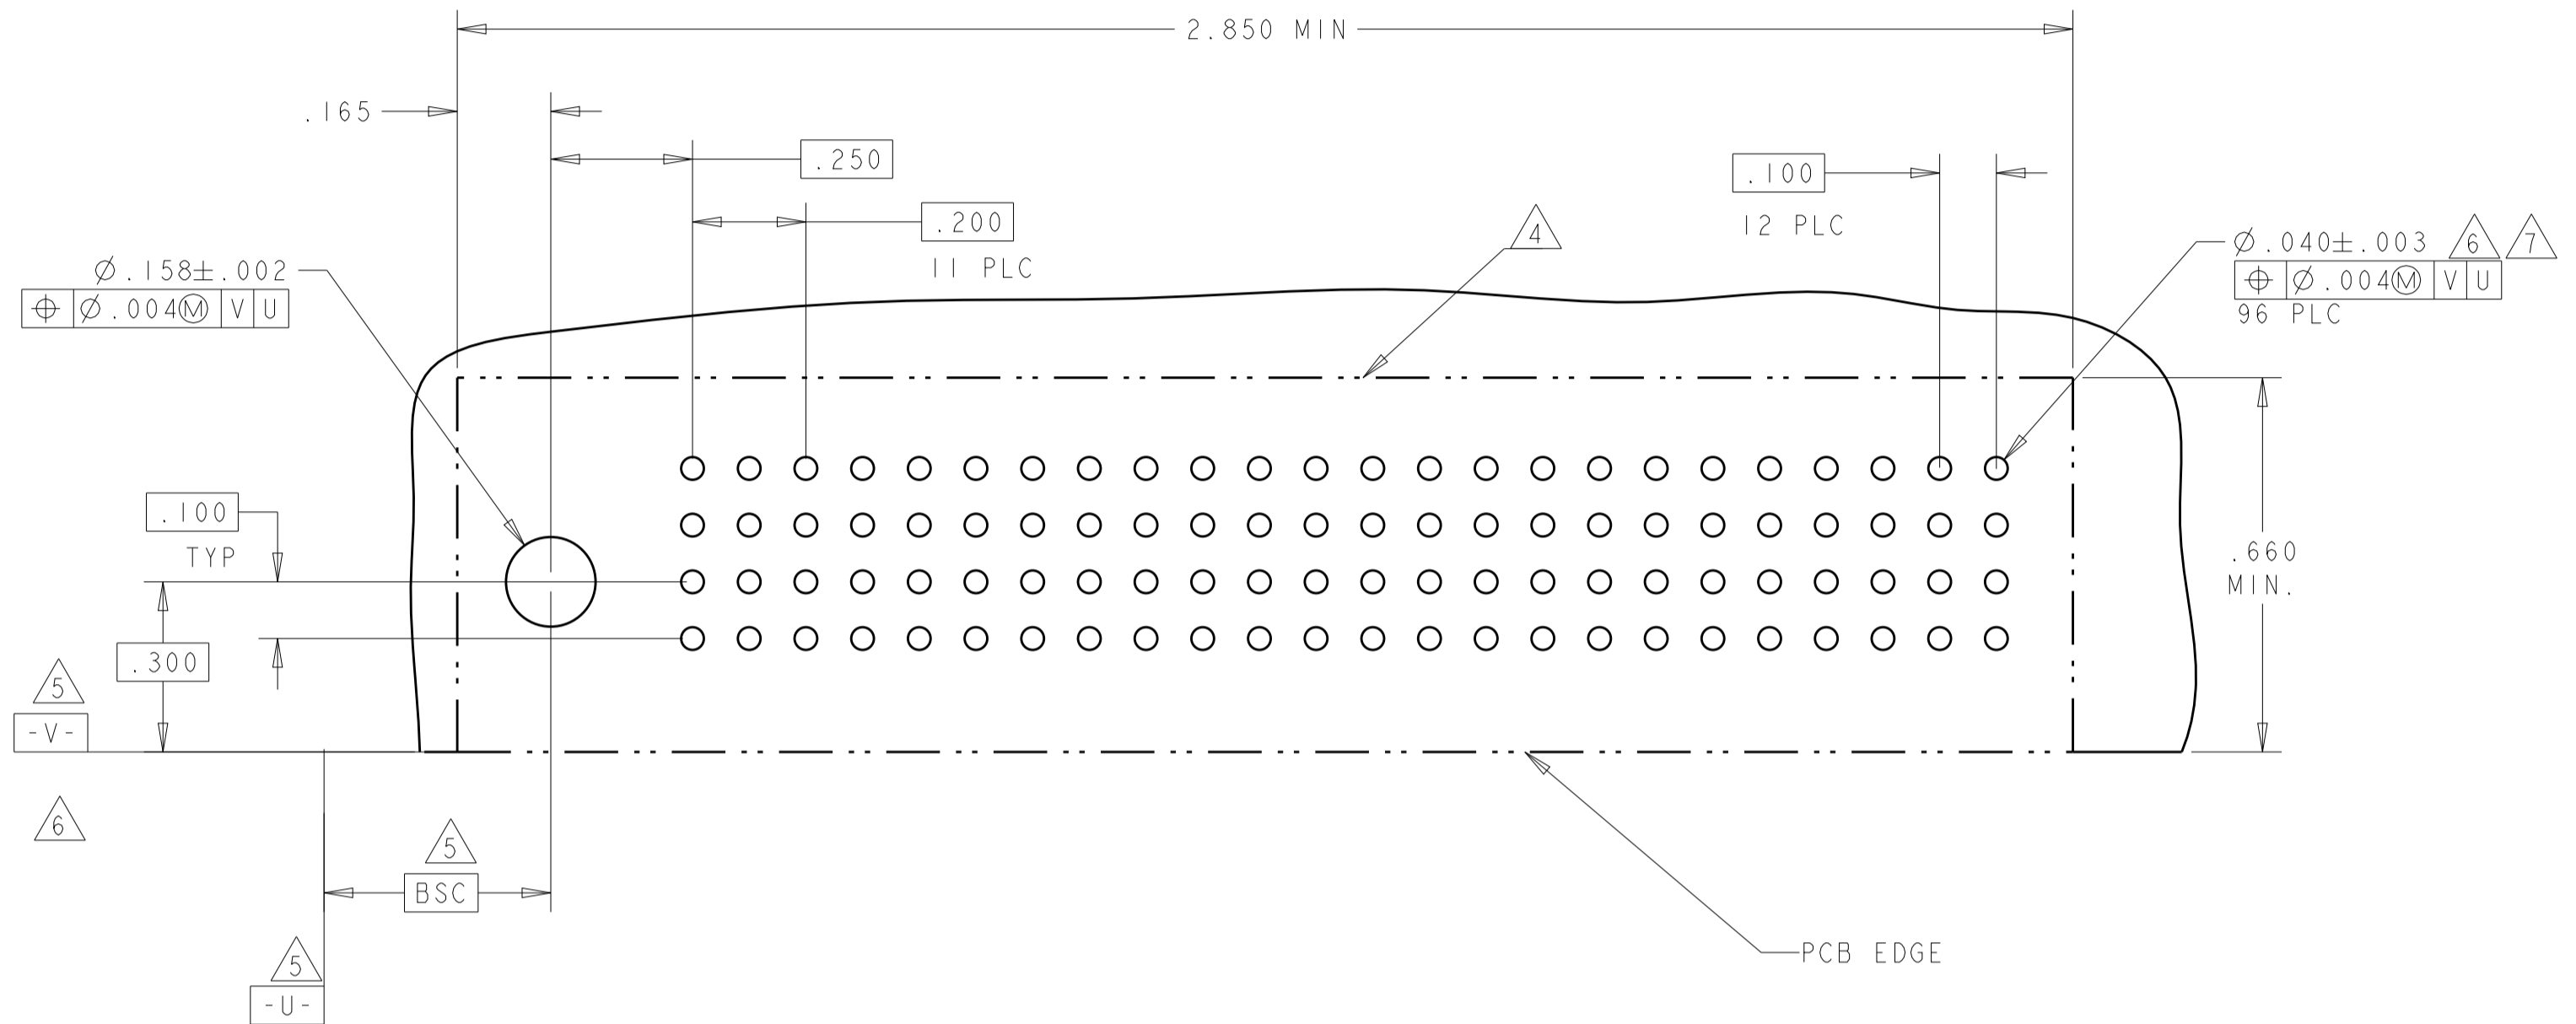 2.850 MIN
.165
.250
.100
12 PLC
.200
11 PLC
4
Ø.040±.003 6 7
⌖ Ø.004Ⓜ V U
96 PLC
Ø.158±.002
⌖ Ø.004Ⓜ V U
.100
TYP
.660
MIN.
.300
5
-V-
6
5
BSC
5
-U-
PCB EDGE